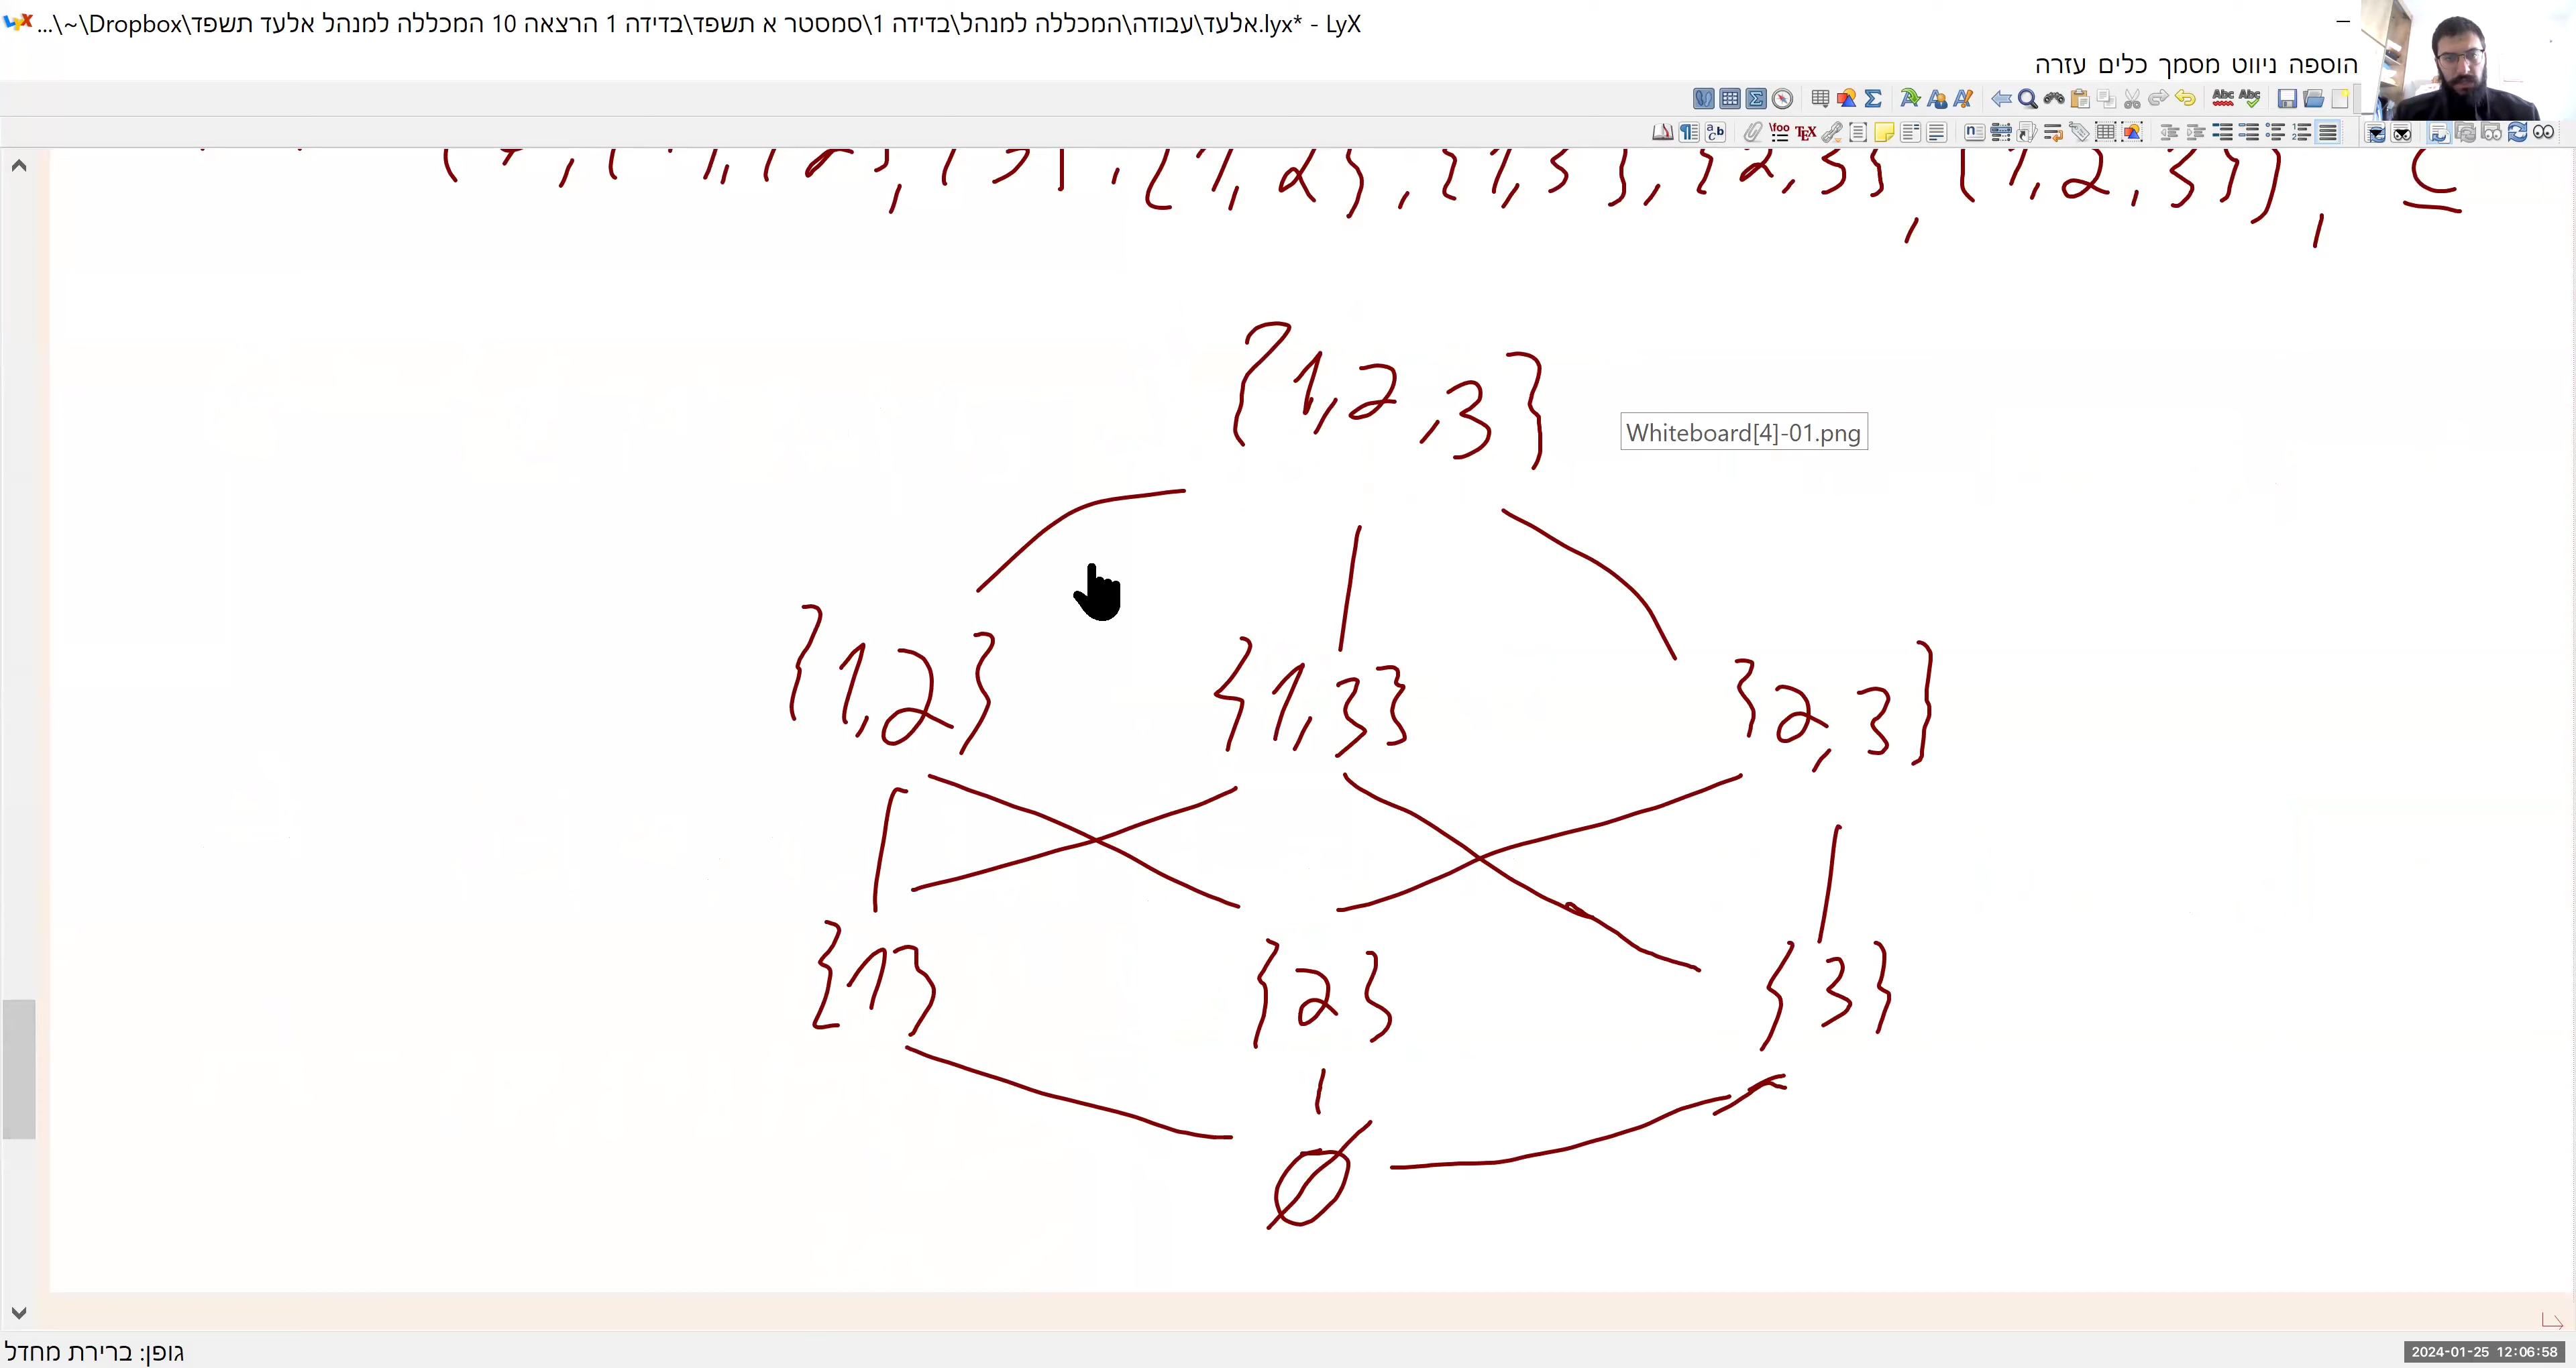 ...\~\Dropbox\אלעד\עבודה\המכללה למנהל\בדידה 1\סמסטר א תשפד\בדידה 1 הרצאה 10 המכללה למנהל אלעד תשפד.lyx* - LyX
הוספה ניווט מסמך כלים עזרה
{1, 2}, {1, 3}, {2, 3}, {1, 2, 3}}, ⊆
{1, 2, 3}
Whiteboard[4]-01.png
{1, 2} {1, 3} {2, 3}
{1} {2} {3}
∅
גופן: ברירת מחדל
2024-01-25 12:06:58